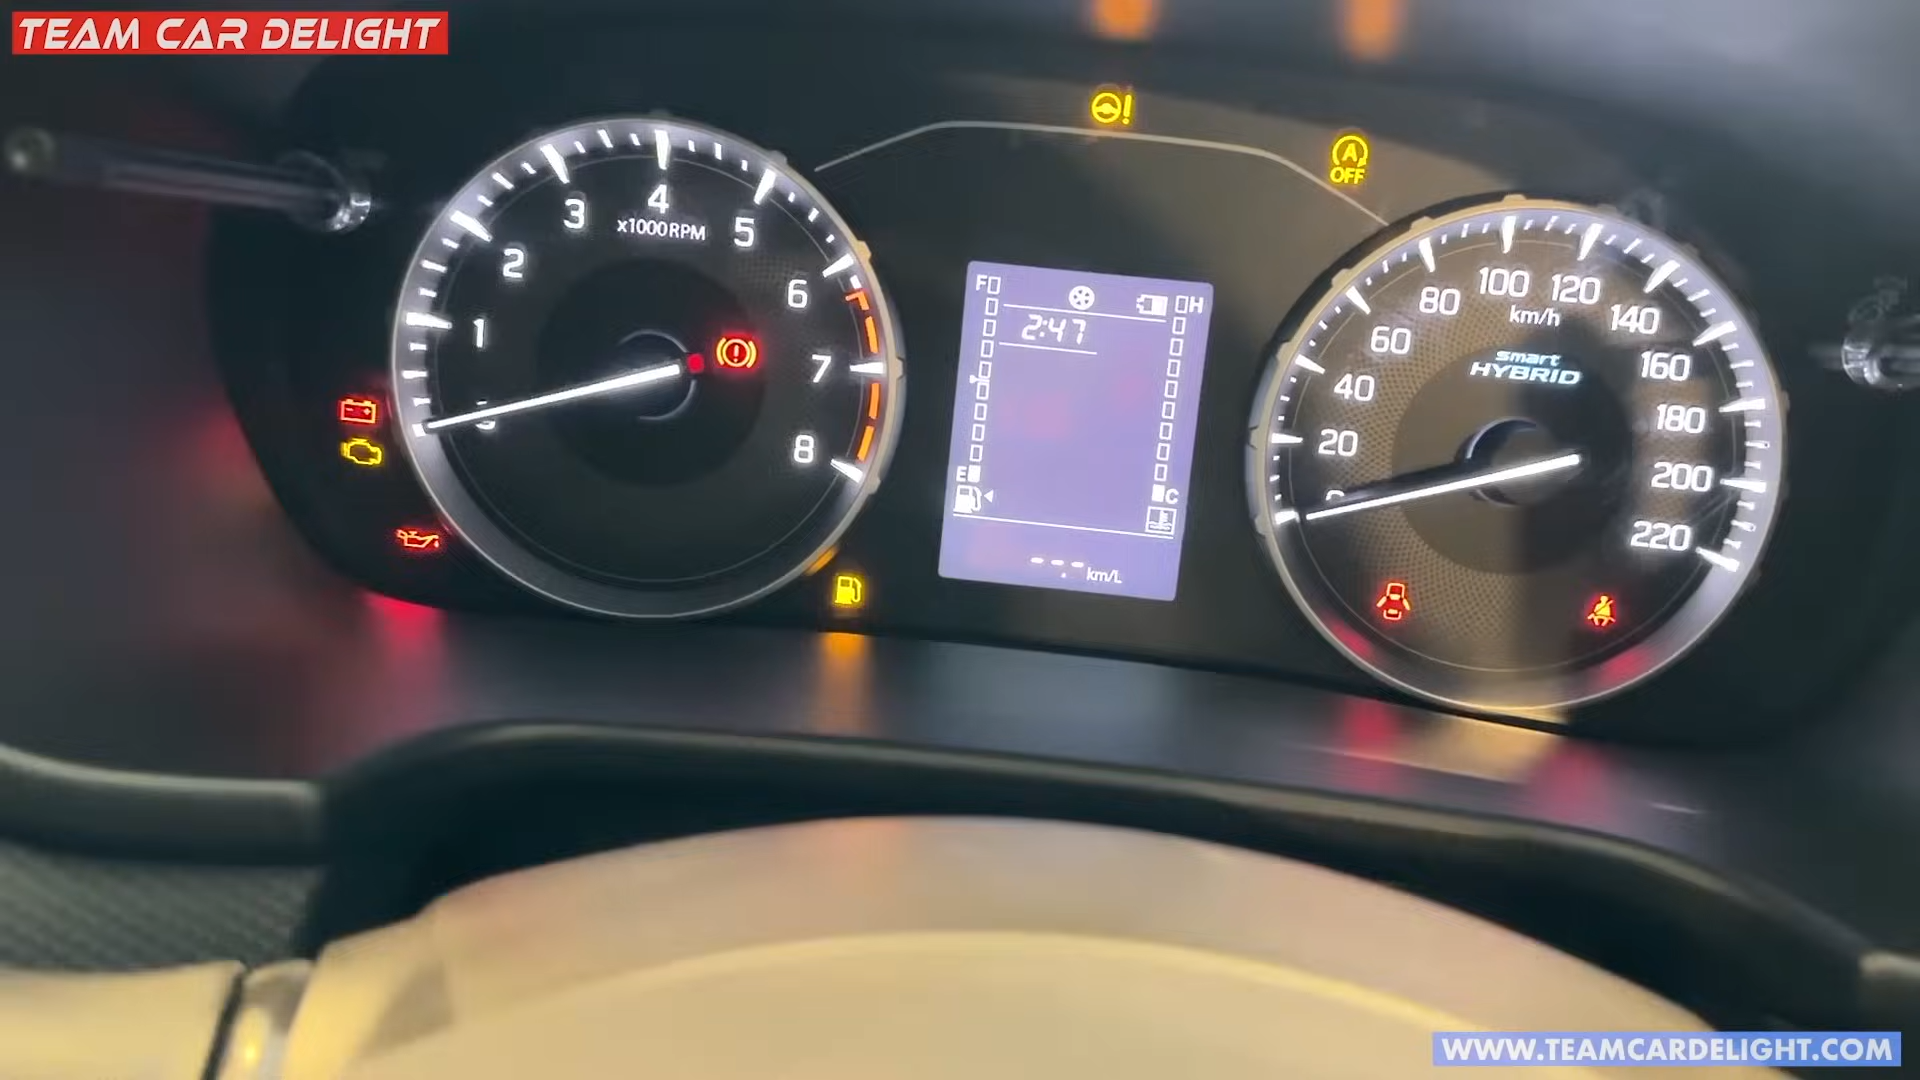 TEAM CAR DELIGHT
1
2
3
4
5
6
7
8
x1000RPM
!
A
OFF
F
H
2:47
E
C
--.- km/L
0
20
40
60
80
100
120
140
160
180
200
220
km/h
smart
HYBRID
WWW.TEAMCARDELIGHT.COM